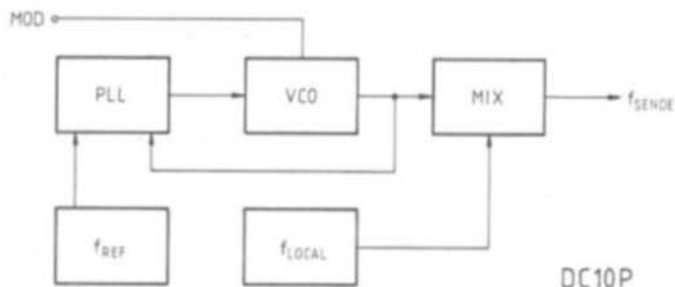 MOD
PLL
VCO
MIX
fSENDE
fREF
fLOCAL
DC10P